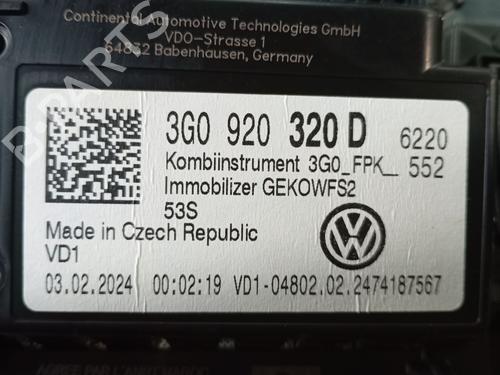 Continental Automotive Technologies GmbH
VDO-Strasse 1
64832 Babenhausen, Germany
3G0 920 320 D 6220
Kombiinstrument 3G0_FPK_ 552
Immobilizer GEKOWFS2
53S
Made in Czech Republic
VD1
03.02.2024 00:02:19 VD1-04802.02.2474187567
B-PARTS